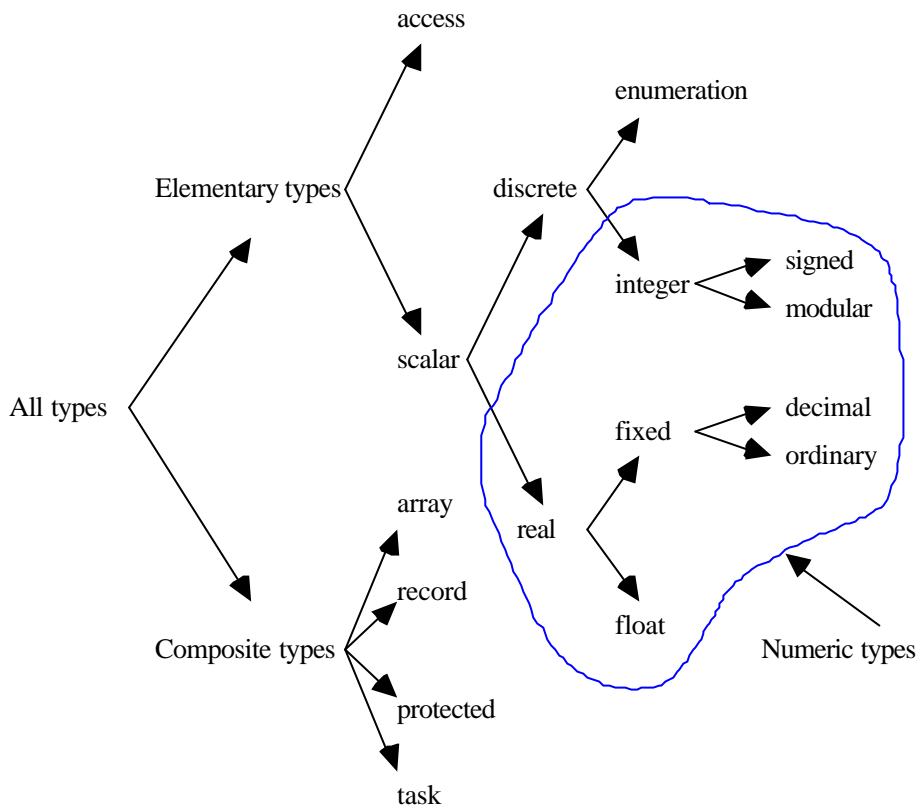 access
enumeration
Elementary types
discrete
signed
integer
modular
scalar
All types
decimal
fixed
ordinary
array
real
record
float
Composite types
Numeric types
protected
task